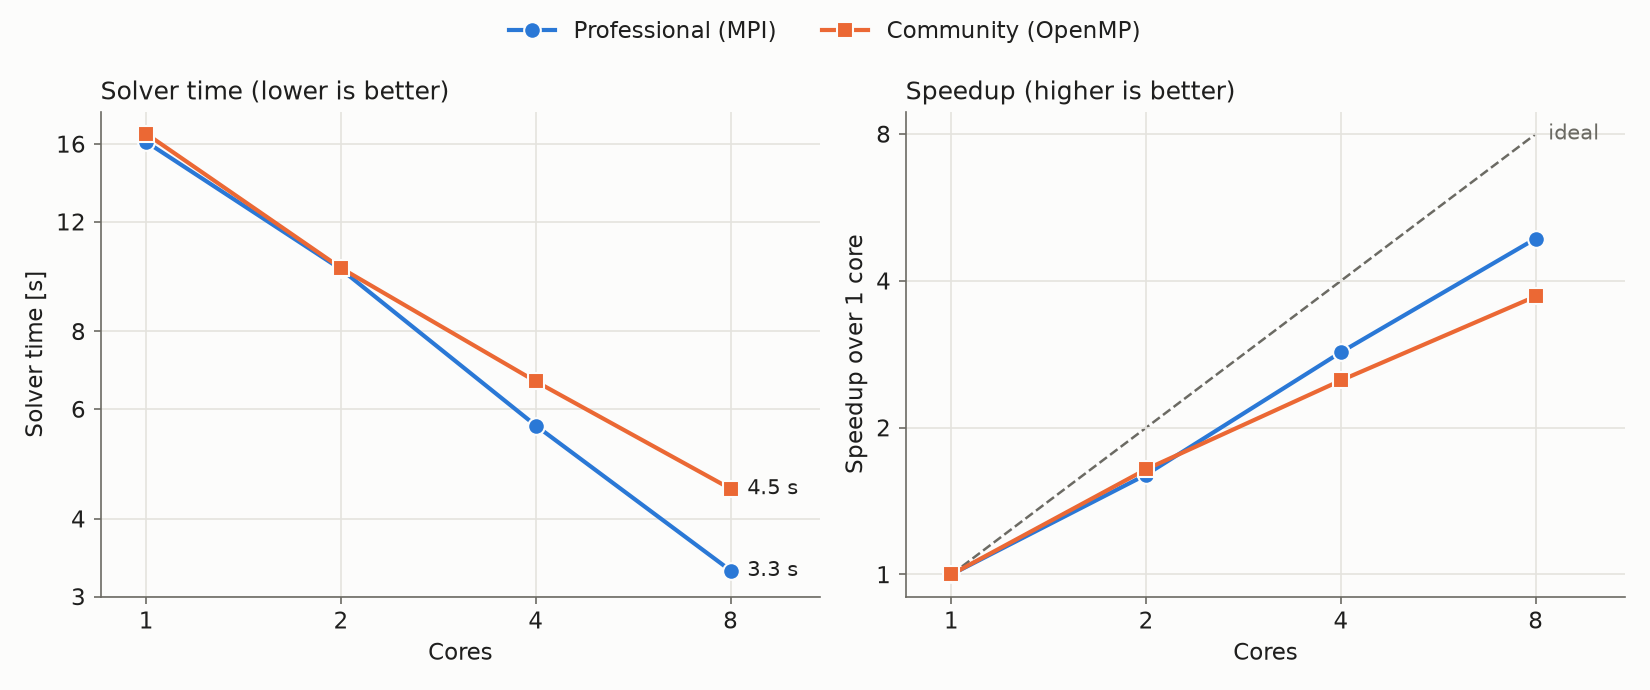 Professional (MPI)
Community (OpenMP)
Solver time (lower is better)
Solver time [s]
16
12
8
6
4
3
4.5 s
3.3 s
1 2 4 8
Cores
Speedup (higher is better)
Speedup over 1 core
8
4
2
1
ideal
1 2 4 8
Cores